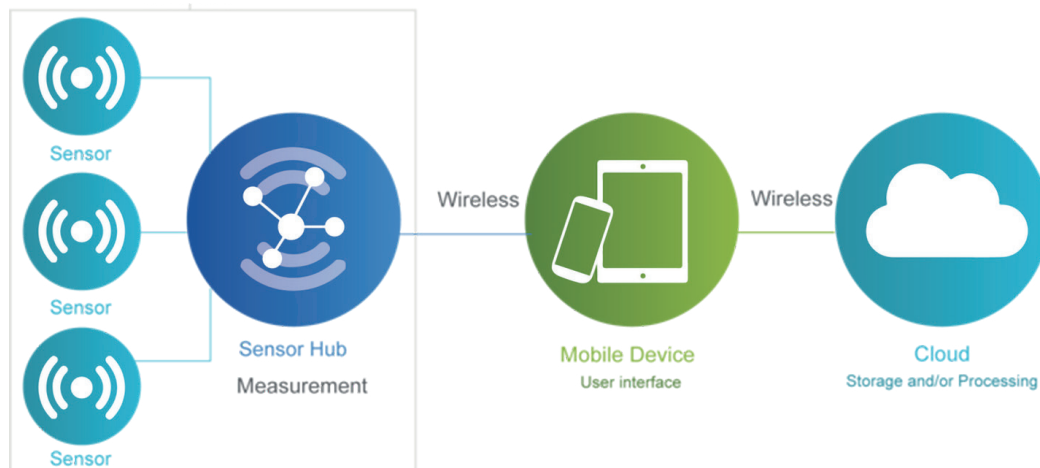 Sensor
Sensor
Sensor
Sensor Hub
Measurement
Wireless
Mobile Device
User interface
Wireless
Cloud
Storage and/or Processing